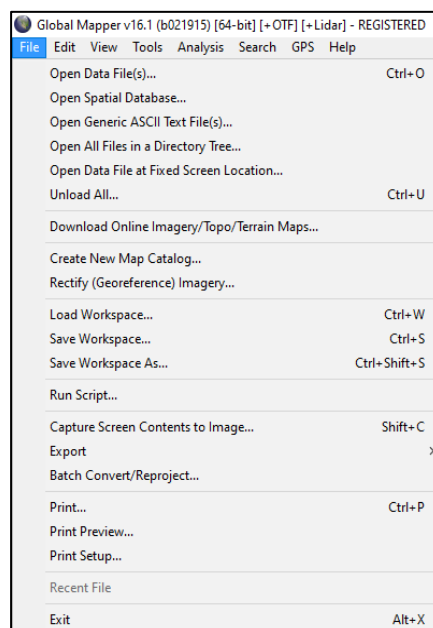 Global Mapper v16.1 (b021915) [64-bit] [+OTF] [+Lidar] - REGISTERED
File Edit View Tools Analysis Search GPS Help
Open Data File(s)... Ctrl+O
Open Spatial Database...
Open Generic ASCII Text File(s)...
Open All Files in a Directory Tree...
Open Data File at Fixed Screen Location...
Unload All... Ctrl+U
Download Online Imagery/Topo/Terrain Maps...
Create New Map Catalog...
Rectify (Georeference) Imagery...
Load Workspace... Ctrl+W
Save Workspace... Ctrl+S
Save Workspace As... Ctrl+Shift+S
Run Script...
Capture Screen Contents to Image... Shift+C
Export
Batch Convert/Reproject...
Print... Ctrl+P
Print Preview...
Print Setup...
Recent File
Exit Alt+X